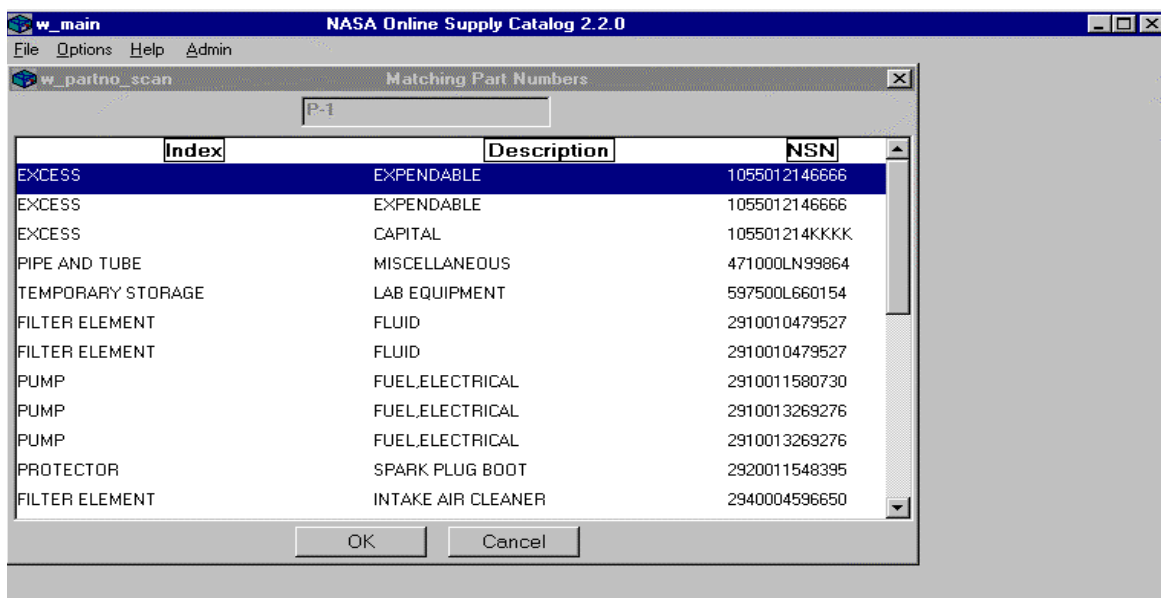 w_main NASA Online Supply Catalog 2.2.0
File Options Help Admin
w_partno_scan Matching Part Numbers
P-1
Index Description NSN
EXCESS EXPENDABLE 1055012146666
EXCESS EXPENDABLE 1055012146666
EXCESS CAPITAL 105501214KKKK
PIPE AND TUBE MISCELLANEOUS 471000LN99864
TEMPORARY STORAGE LAB EQUIPMENT 597500L660154
FILTER ELEMENT FLUID 2910010479527
FILTER ELEMENT FLUID 2910010479527
PUMP FUEL,ELECTRICAL 2910011580730
PUMP FUEL,ELECTRICAL 2910013269276
PUMP FUEL,ELECTRICAL 2910013269276
PROTECTOR SPARK PLUG BOOT 2920011548395
FILTER ELEMENT INTAKE AIR CLEANER 2940004596650
OK Cancel